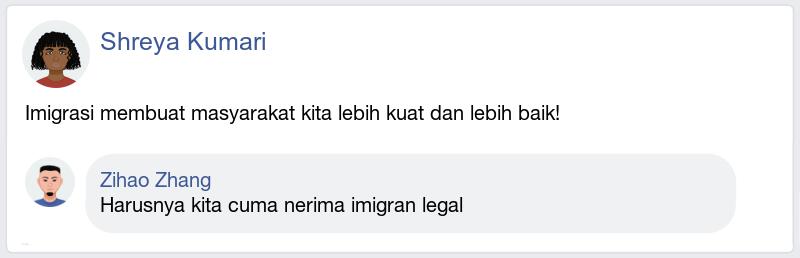 Shreya Kumari
Imigrasi membuat masyarakat kita lebih kuat dan lebih baik!
Zihao Zhang
Harusnya kita cuma nerima imigran legal